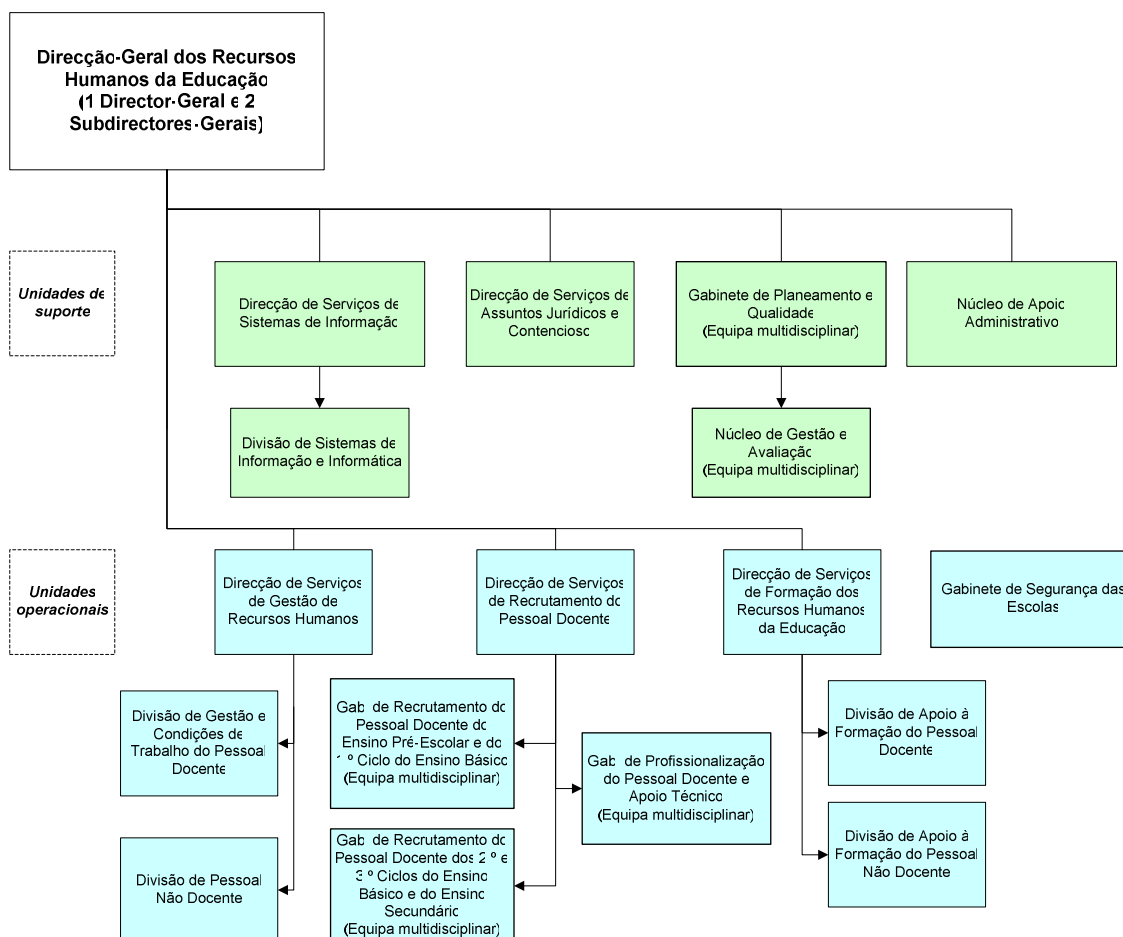 Direcção-Geral dos Recursos
Humanos da Educação
(1 Director-Geral e 2
Subdirectores-Gerais)
Unidades de
suporte
Direcção de Serviços de
Sistemas de Informação
Direcção de Serviços de
Assuntos Jurídicos e
Contencioso
Gabinete de Planeamento e
Qualidade
(Equipa multidisciplinar)
Núcleo de Apoio
Administrativo
Divisão de Sistemas de
Informação e Informática
Núcleo de Gestão e
Avaliação
(Equipa multidisciplinar)
Unidades
operacionais
Direcção de Serviços
de Gestão de
Recursos Humanos
Direcção de Serviços
de Recrutamento do
Pessoal Docente
Direcção de Serviços
de Formação dos
Recursos Humanos
da Educação
Gabinete de Segurança das
Escolas
Divisão de Gestão e
Condições de
Trabalho do Pessoal
Docente
Gab. de Recrutamento do
Pessoal Docente do
Ensino Pré-Escolar e do
1º Ciclo do Ensino Básico
(Equipa multidisciplinar)
Gab. de Profissionalização
do Pessoal Docente e
Apoio Técnico
(Equipa multidisciplinar)
Divisão de Apoio à
Formação do Pessoal
Docente
Divisão de Pessoal
Não Docente
Gab. de Recrutamento do
Pessoal Docente dos 2º e
3º Ciclos do Ensino
Básico e do Ensino
Secundário
(Equipa multidisciplinar)
Divisão de Apoio à
Formação do Pessoal
Não Docente